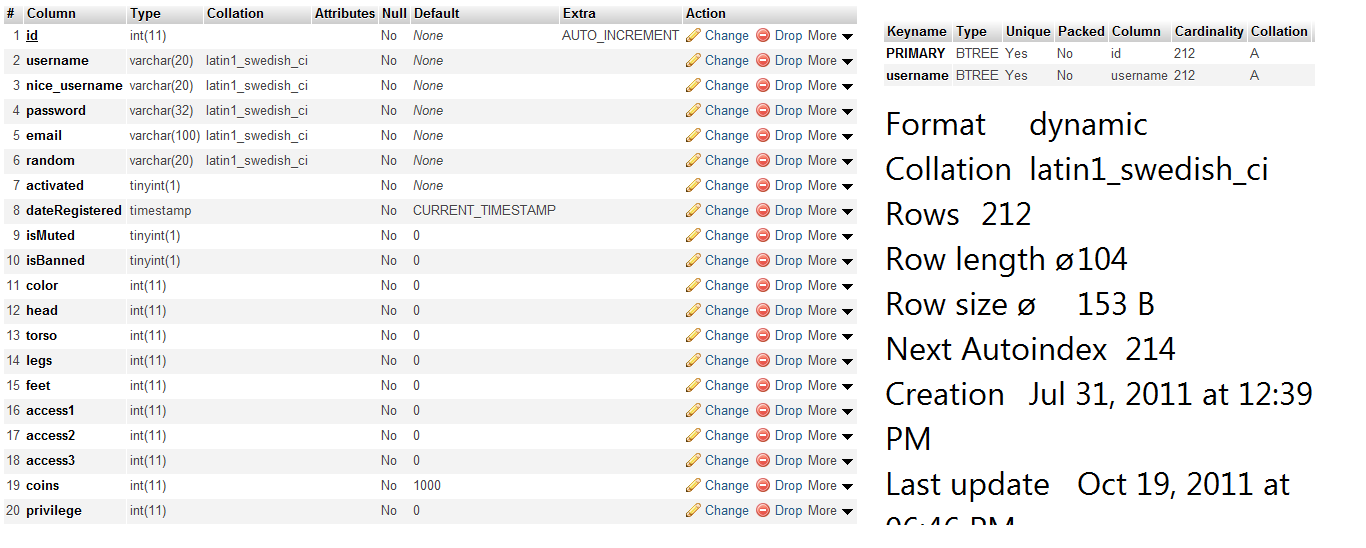 # Column Type Collation Attributes Null Default Extra Action
1 id int(11) No None AUTO_INCREMENT Change Drop More
2 username varchar(20) latin1_swedish_ci No None Change Drop More
3 nice_username varchar(20) latin1_swedish_ci No None Change Drop More
4 password varchar(32) latin1_swedish_ci No None Change Drop More
5 email varchar(100) latin1_swedish_ci No None Change Drop More
6 random varchar(20) latin1_swedish_ci No None Change Drop More
7 activated tinyint(1) No None Change Drop More
8 dateRegistered timestamp No CURRENT_TIMESTAMP Change Drop More
9 isMuted tinyint(1) No 0 Change Drop More
10 isBanned tinyint(1) No 0 Change Drop More
11 color int(11) No 0 Change Drop More
12 head int(11) No 0 Change Drop More
13 torso int(11) No 0 Change Drop More
14 legs int(11) No 0 Change Drop More
15 feet int(11) No 0 Change Drop More
16 access1 int(11) No 0 Change Drop More
17 access2 int(11) No 0 Change Drop More
18 access3 int(11) No 0 Change Drop More
19 coins int(11) No 1000 Change Drop More
20 privilege int(11) No 0 Change Drop More
Keyname Type Unique Packed Column Cardinality Collation
PRIMARY BTREE Yes No id 212 A
username BTREE Yes No username 212 A
Format dynamic
Collation latin1_swedish_ci
Rows 212
Row length ø 104
Row size ø 153 B
Next Autoindex 214
Creation Jul 31, 2011 at 12:39
PM
Last update Oct 19, 2011 at
06:46 PM